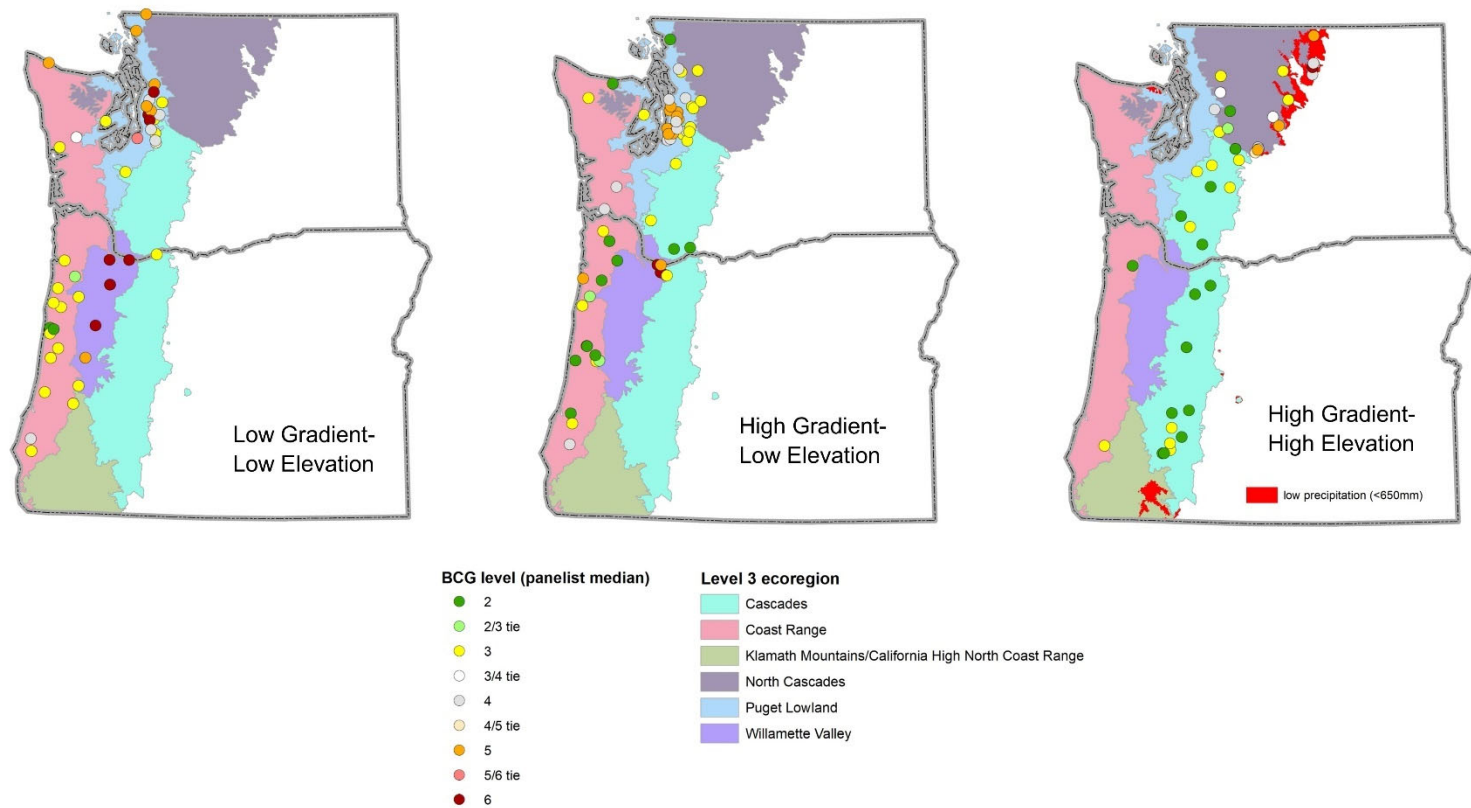 Low Gradient-
Low Elevation
High Gradient-
Low Elevation
High Gradient-
High Elevation
low precipitation (<650mm)
BCG level (panelist median)
2
2/3 tie
3
3/4 tie
4
4/5 tie
5
5/6 tie
6
Level 3 ecoregion
Cascades
Coast Range
Klamath Mountains/California High North Coast Range
North Cascades
Puget Lowland
Willamette Valley